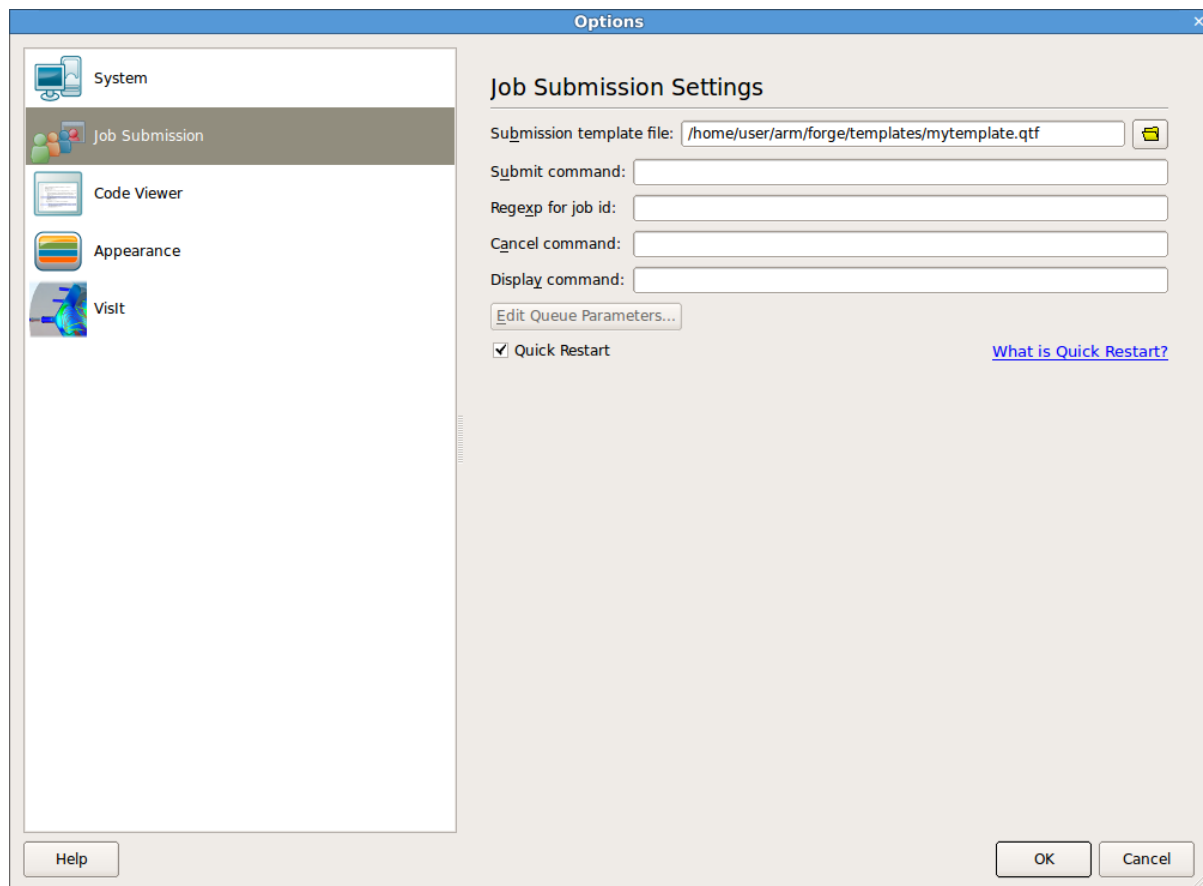 Options
System
Job Submission
Code Viewer
Appearance
VisIt
Job Submission Settings
Submission template file: /home/user/arm/forge/templates/mytemplate.qtf
Submit command:
Regexp for job id:
Cancel command:
Display command:
Edit Queue Parameters...
Quick Restart What is Quick Restart?
Help OK Cancel